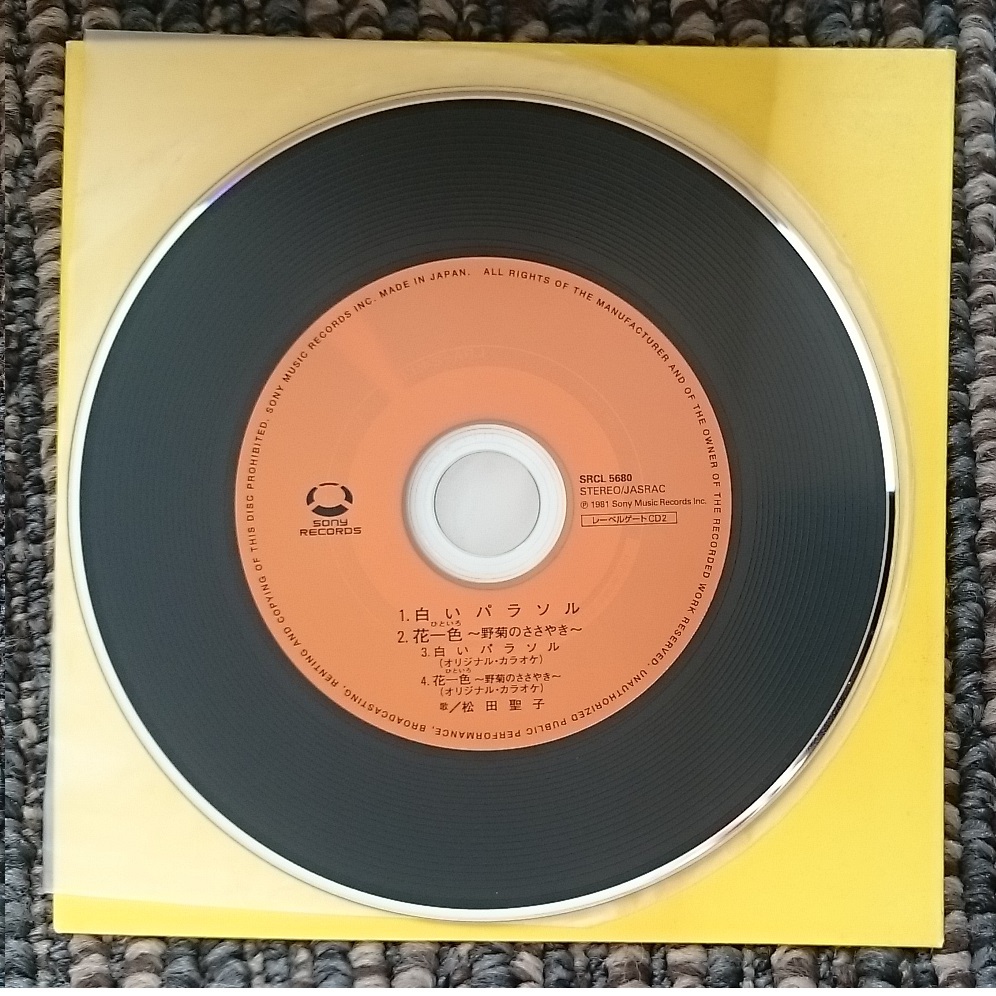 SONY MUSIC RECORDS INC. MADE IN JAPAN. ALL RIGHTS OF THE MANUFACTURER AND OF THE OWNER OF THE RECORDED WORK RESERVED. UNAUTHORIZED PUBLIC PERFORMANCE, BROADCASTING, RENTING AND COPYING OF THIS DISC PROHIBITED.
SONY
RECORDS
SRCL 5680
STEREO/JASRAC
Ⓟ 1981 Sony Music Records Inc.
レーベルゲートCD2
1.白いパラソル
ひといろ
2.花一色〜野菊のささやき〜
3.白いパラソル
(オリジナル・カラオケ)
ひといろ
4.花一色〜野菊のささやき〜
(オリジナル・カラオケ)
歌/松田聖子